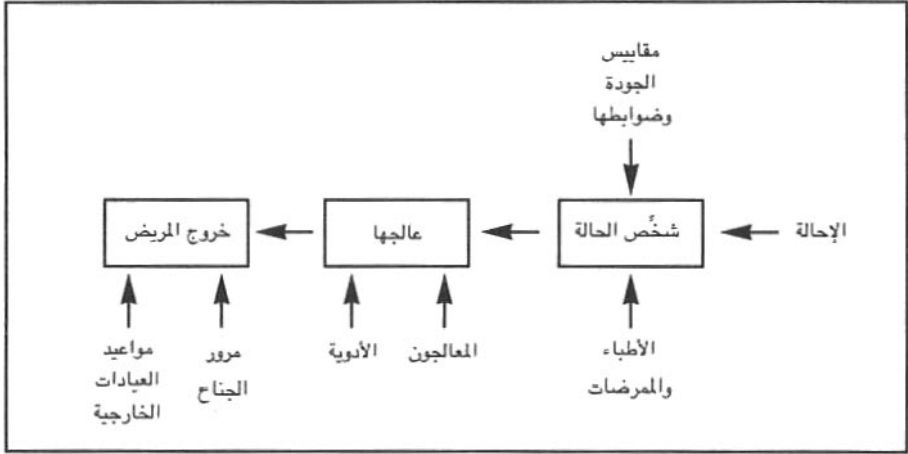 مقاييس
الجودة
وضوابطها
الإحالة
شخِّص الحالة
عالجها
خروج المريض
الأطباء
والممرضات
المعالجون
الأدوية
مرور
الجناح
مواعيد
العيادات
الخارجية